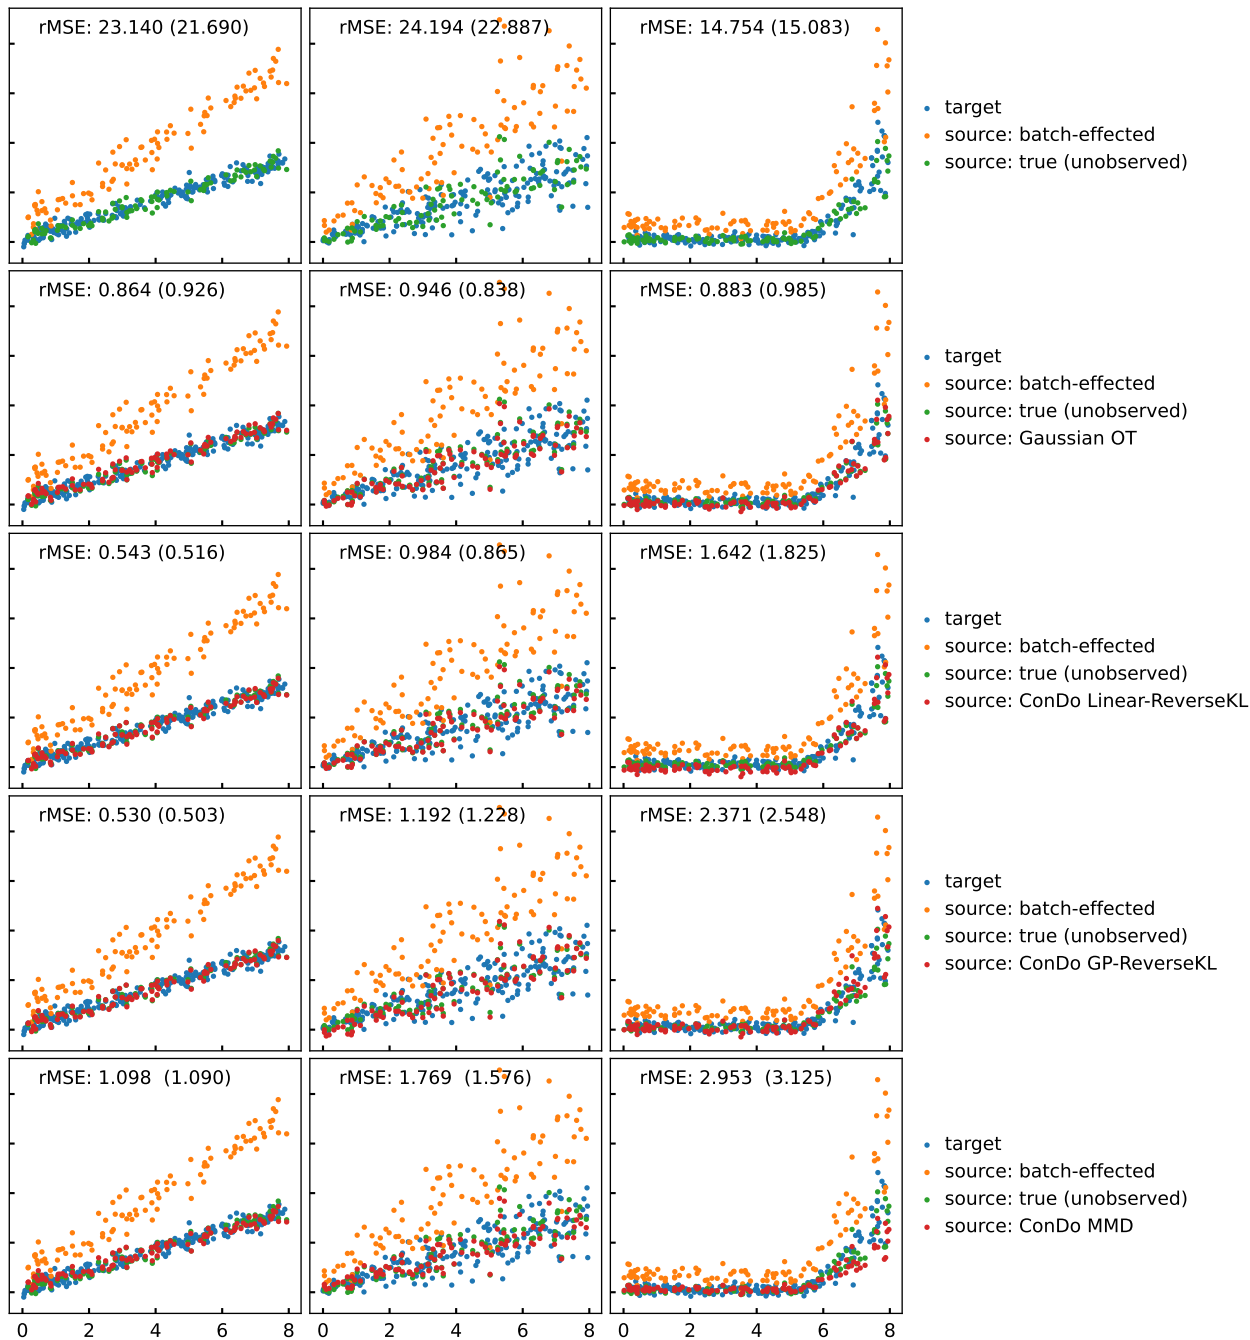 rMSE: 23.140 (21.690)
rMSE: 24.194 (22.887)
rMSE: 14.754 (15.083)
target
source: batch-effected
source: true (unobserved)
rMSE: 0.864 (0.926)
rMSE: 0.946 (0.838)
rMSE: 0.883 (0.985)
target
source: batch-effected
source: true (unobserved)
source: Gaussian OT
rMSE: 0.543 (0.516)
rMSE: 0.984 (0.865)
rMSE: 1.642 (1.825)
target
source: batch-effected
source: true (unobserved)
source: ConDo Linear-ReverseKL
rMSE: 0.530 (0.503)
rMSE: 1.192 (1.228)
rMSE: 2.371 (2.548)
target
source: batch-effected
source: true (unobserved)
source: ConDo GP-ReverseKL
rMSE: 1.098  (1.090)
rMSE: 1.769  (1.576)
rMSE: 2.953  (3.125)
target
source: batch-effected
source: true (unobserved)
source: ConDo MMD
0 2 4 6 8
0 2 4 6 8
0 2 4 6 8